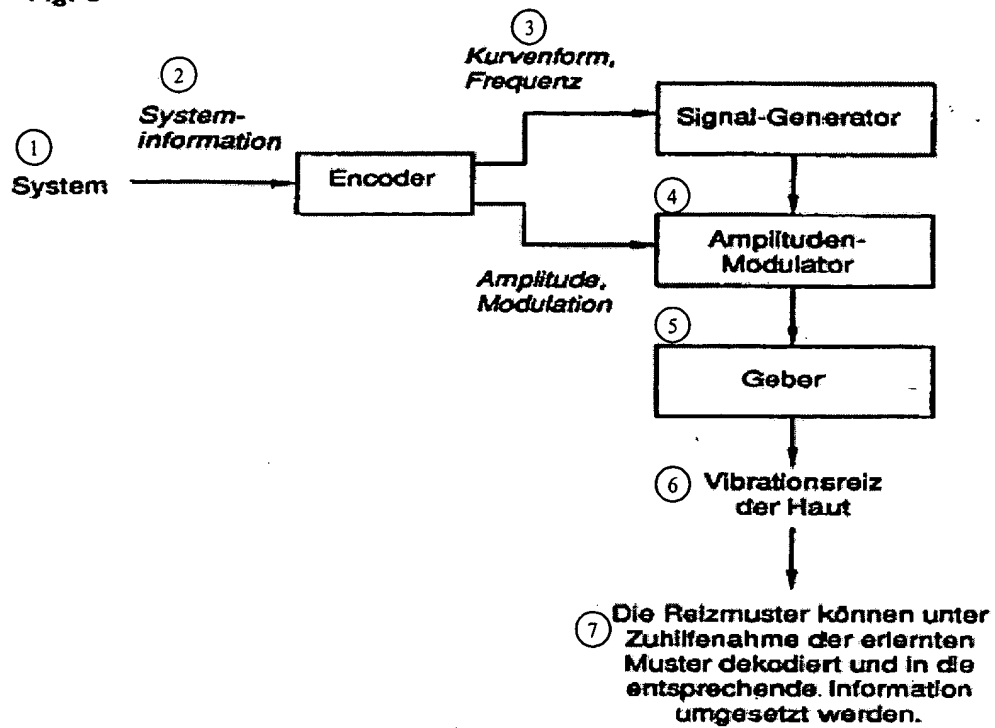 3
Kurvenform,
Frequenz
2
System-
information
Signal-Generator
1
System
Encoder
4
Amplituden-
Modulator
Amplitude,
Modulation
5
Geber
6 Vibrationsreiz
der Haut
7 Die Reizmuster können unter
Zuhilfenahme der erlernten
Muster dekodiert und in die
entsprechende. Information
umgesetzt werden.